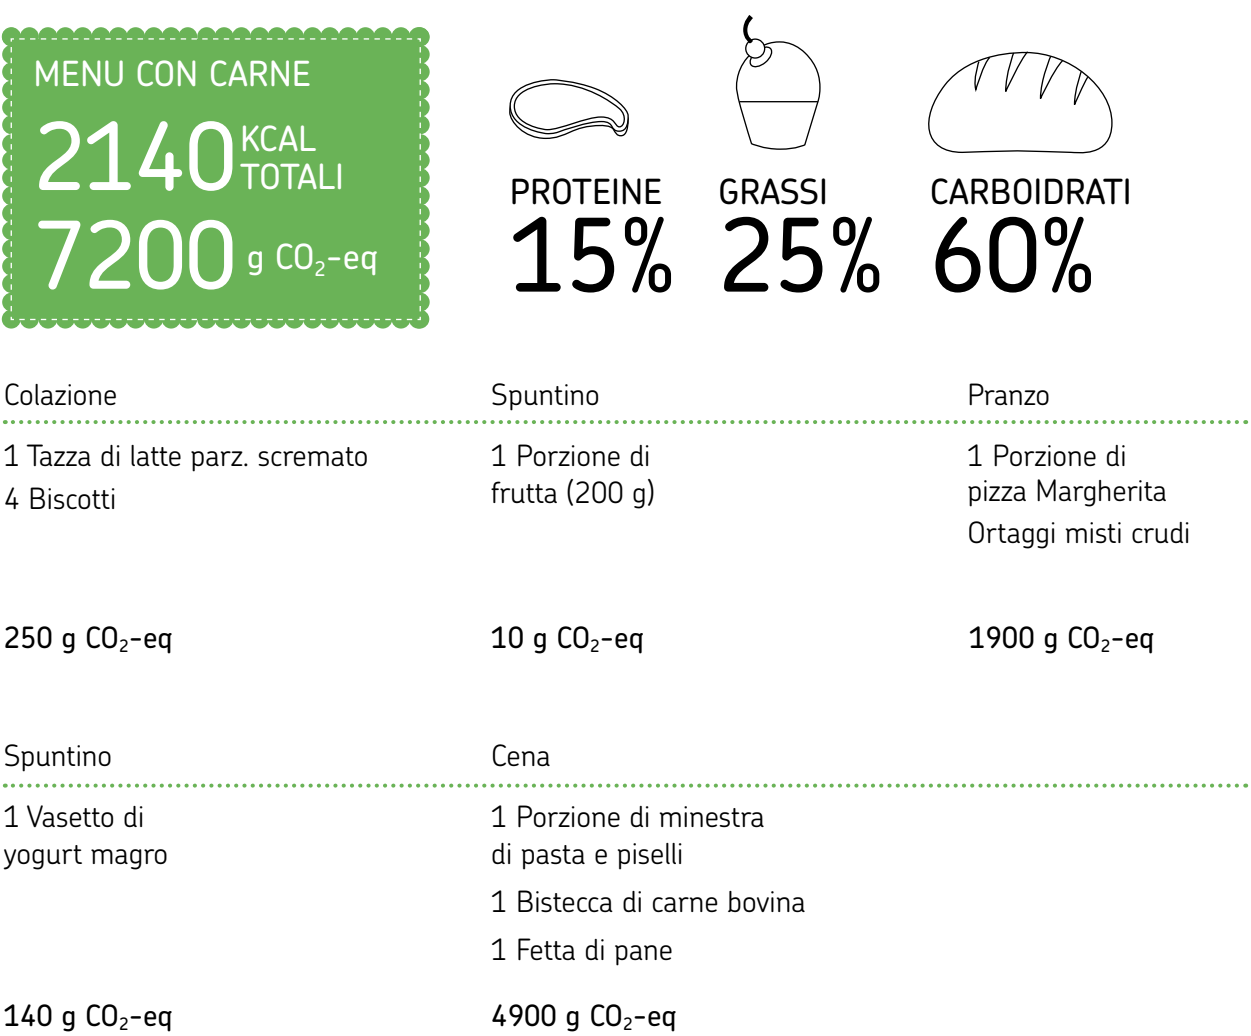 MENU CON CARNE
2140 KCAL TOTALI
7200 g CO₂-eq
PROTEINE
15%
GRASSI
25%
CARBOIDRATI
60%
Colazione
1 Tazza di latte parz. scremato
4 Biscotti
250 g CO₂-eq
Spuntino
1 Porzione di
frutta (200 g)
10 g CO₂-eq
Pranzo
1 Porzione di
pizza Margherita
Ortaggi misti crudi
1900 g CO₂-eq
Spuntino
1 Vasetto di
yogurt magro
140 g CO₂-eq
Cena
1 Porzione di minestra
di pasta e piselli
1 Bistecca di carne bovina
1 Fetta di pane
4900 g CO₂-eq